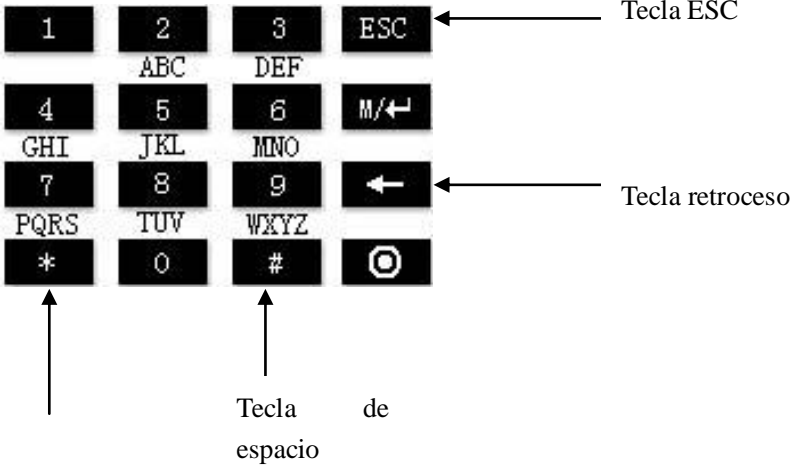 Tecla ESC
1 2 3 ESC
ABC DEF
4 5 6 M/↵
GHI JKL MNO
7 8 9 ←
Tecla retroceso
PQRS TUV WXYZ
* 0 #
Tecla de
espacio